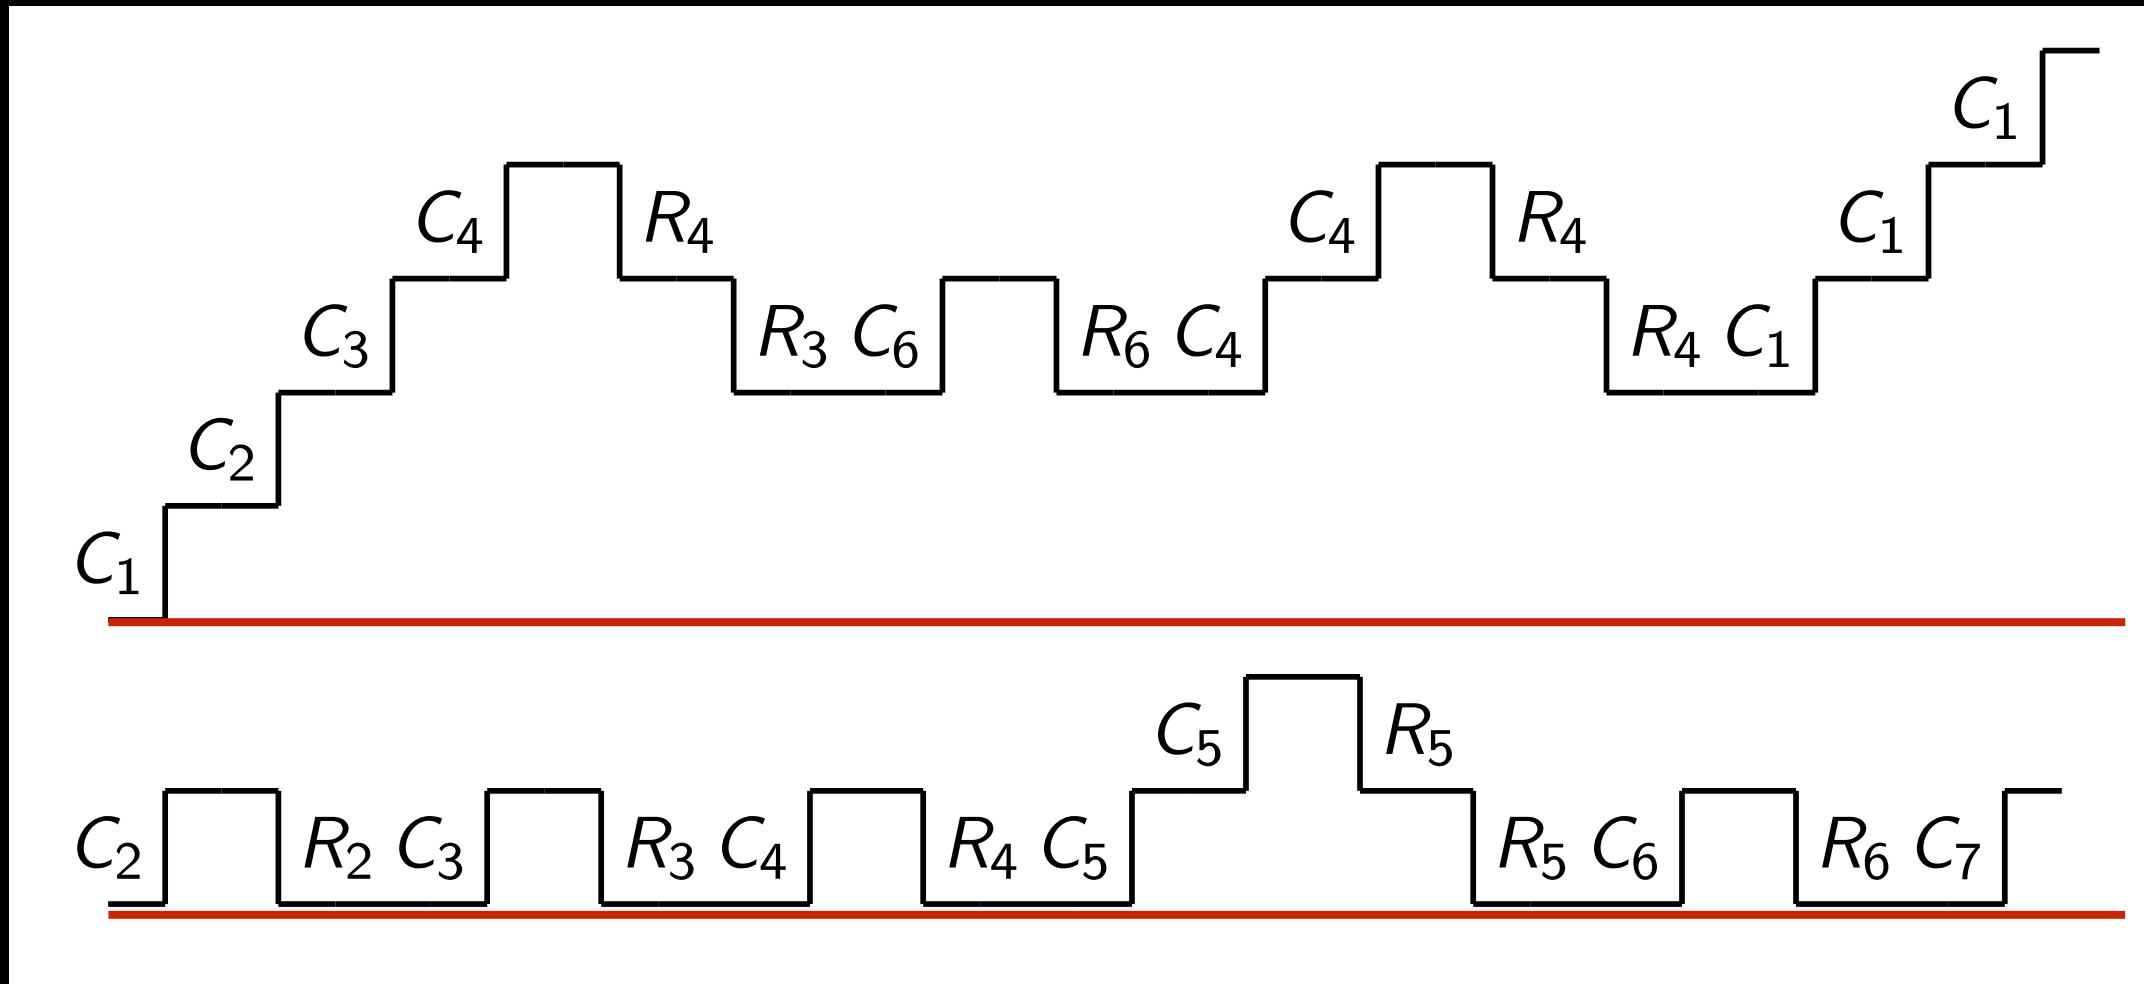 C₁
C₄ R₄ C₄ R₄ C₁
C₃ R₃ C₆ R₆ C₄ R₄ C₁
C₂
C₁
C₅ R₅
C₂ R₂ C₃ R₃ C₄ R₄ C₅ R₅ C₆ R₆ C₇